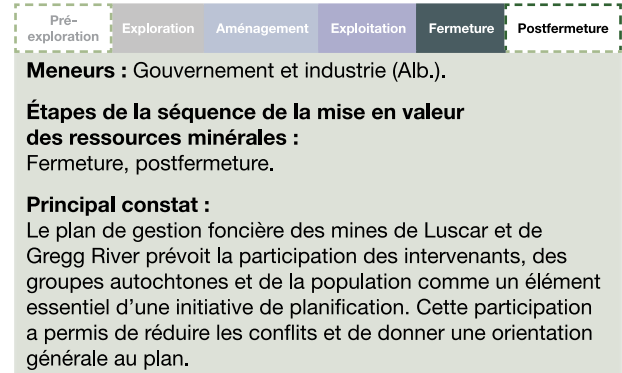 Pré-
exploration
Exploration
Aménagement
Exploitation
Fermeture
Postfermeture
Meneurs : Gouvernement et industrie (Alb.).
Étapes de la séquence de la mise en valeur
des ressources minérales :
Fermeture, postfermeture.
Principal constat :
Le plan de gestion foncière des mines de Luscar et de
Gregg River prévoit la participation des intervenants, des
groupes autochtones et de la population comme un élément
essentiel d’une initiative de planification. Cette participation
a permis de réduire les conflits et de donner une orientation
générale au plan.